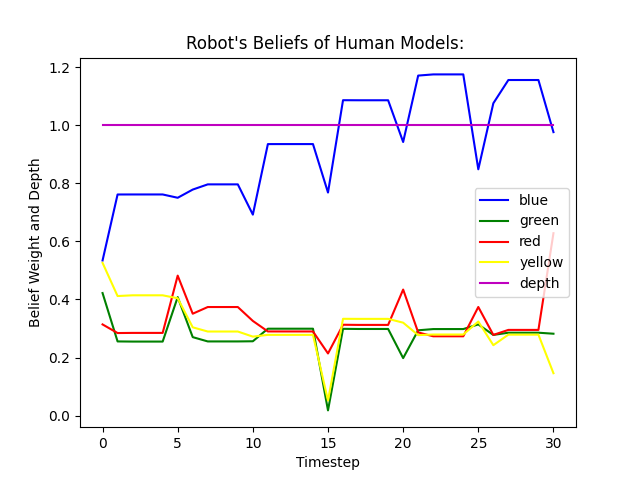 Robot's Beliefs of Human Models:
Belief Weight and Depth
1.2
1.0
0.8
0.6
0.4
0.2
0.0
blue
green
red
yellow
depth
0 5 10 15 20 25 30
Timestep